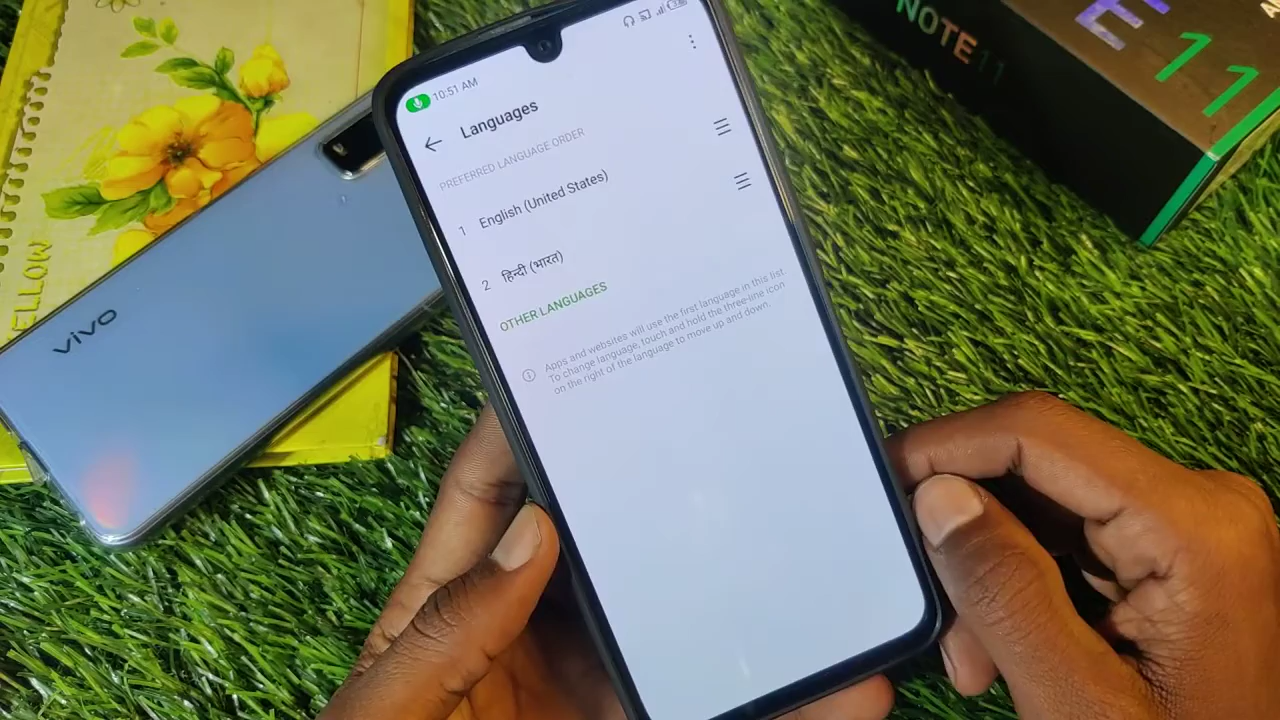 NOTE 11
E 11
ELLOW
vivo
10:51 AM
Languages
PREFERRED LANGUAGE ORDER
1 English (United States)
2 हिन्दी (भारत)
OTHER LANGUAGES
Apps and websites will use the first language in this list.
To change language, touch and hold the three-line icon
on the right of the language to move up and down.